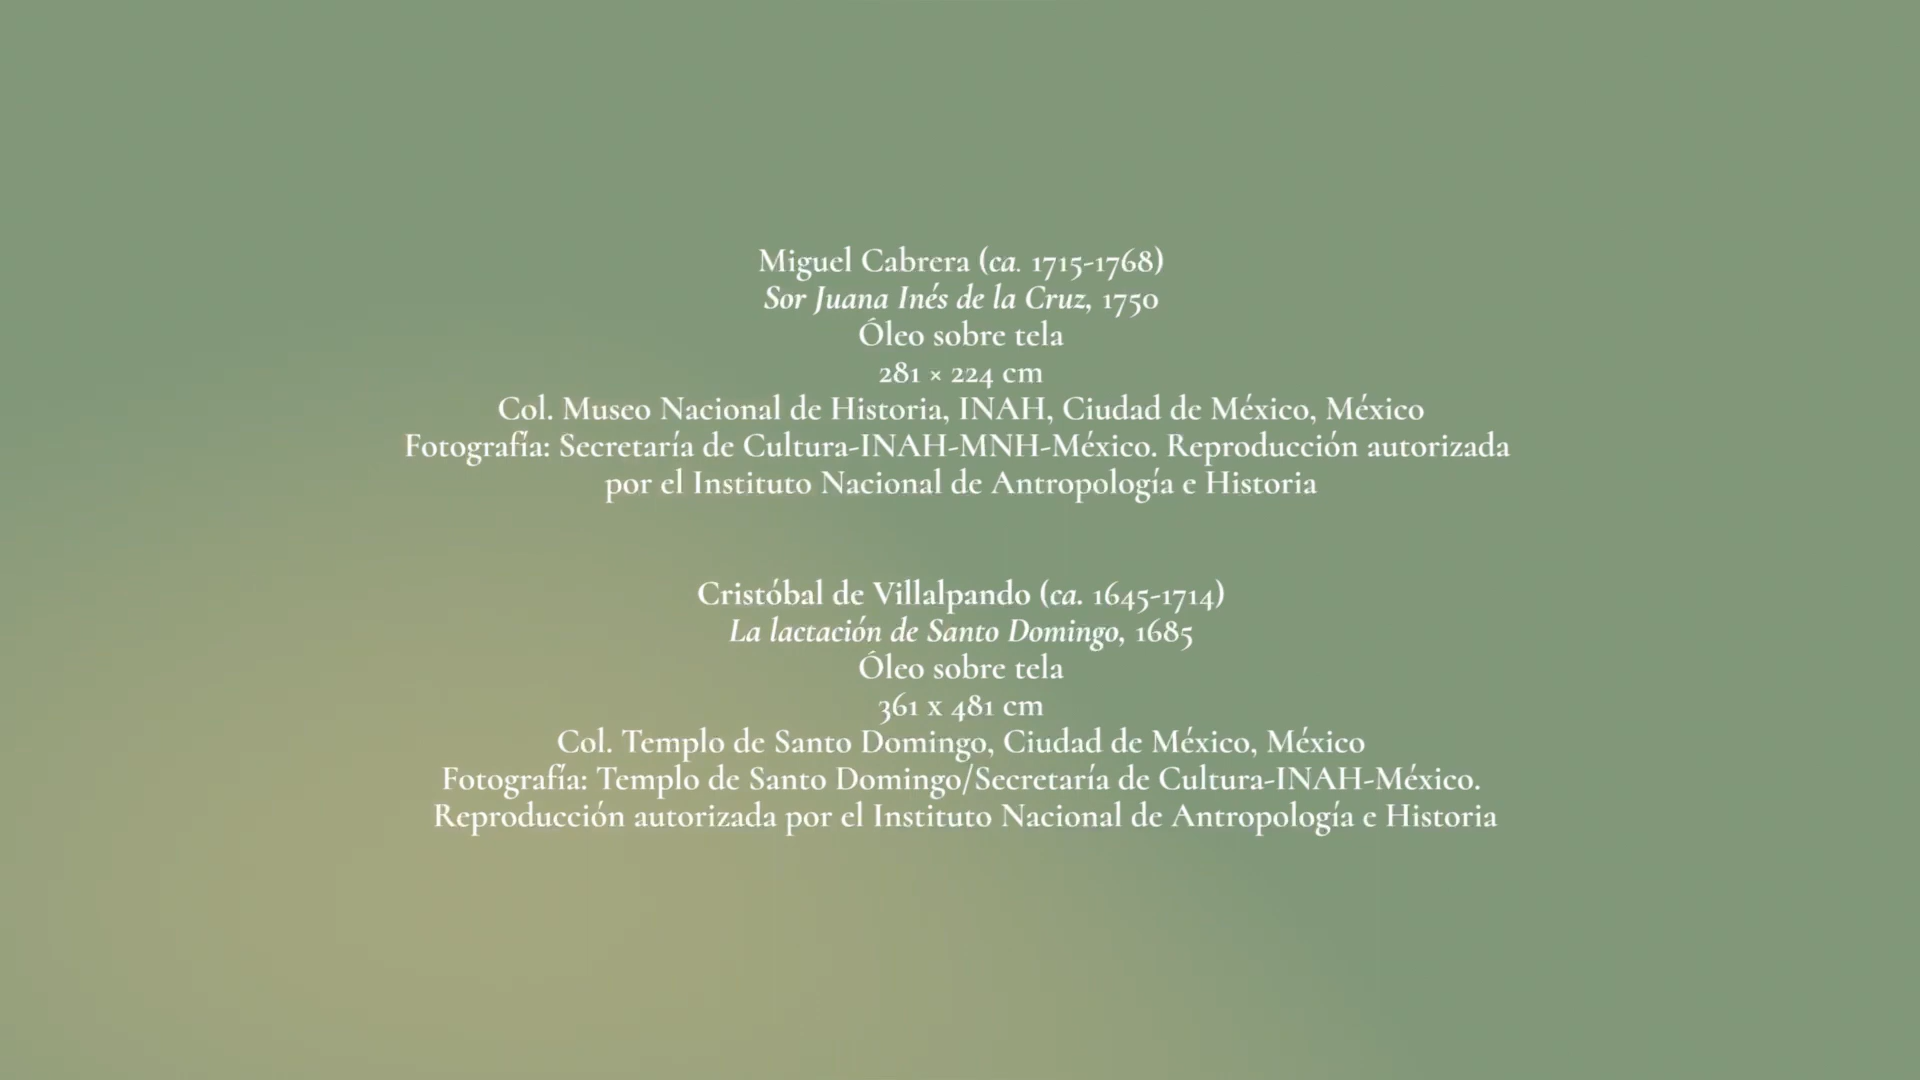 Miguel Cabrera (ca. 1715-1768)
Sor Juana Inés de la Cruz, 1750
Óleo sobre tela
281 × 224 cm
Col. Museo Nacional de Historia, INAH, Ciudad de México, México
Fotografía: Secretaría de Cultura-INAH-MNH-México. Reproducción autorizada
por el Instituto Nacional de Antropología e Historia
Cristóbal de Villalpando (ca. 1645-1714)
La lactación de Santo Domingo, 1685
Óleo sobre tela
361 x 481 cm
Col. Templo de Santo Domingo, Ciudad de México, México
Fotografía: Templo de Santo Domingo/Secretaría de Cultura-INAH-México.
Reproducción autorizada por el Instituto Nacional de Antropología e Historia